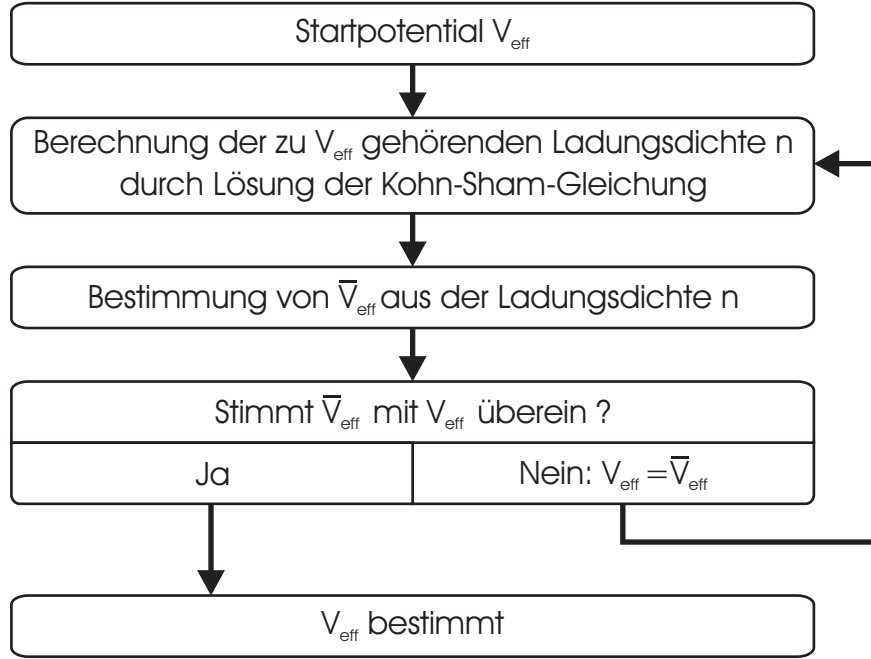 Startpotential V_eff
Berechnung der zu V_eff gehörenden Ladungsdichte n
durch Lösung der Kohn-Sham-Gleichung
Bestimmung von V̅_eff aus der Ladungsdichte n
Stimmt V̅_eff mit V_eff überein ?
Ja
Nein: V_eff = V̅_eff
V_eff bestimmt